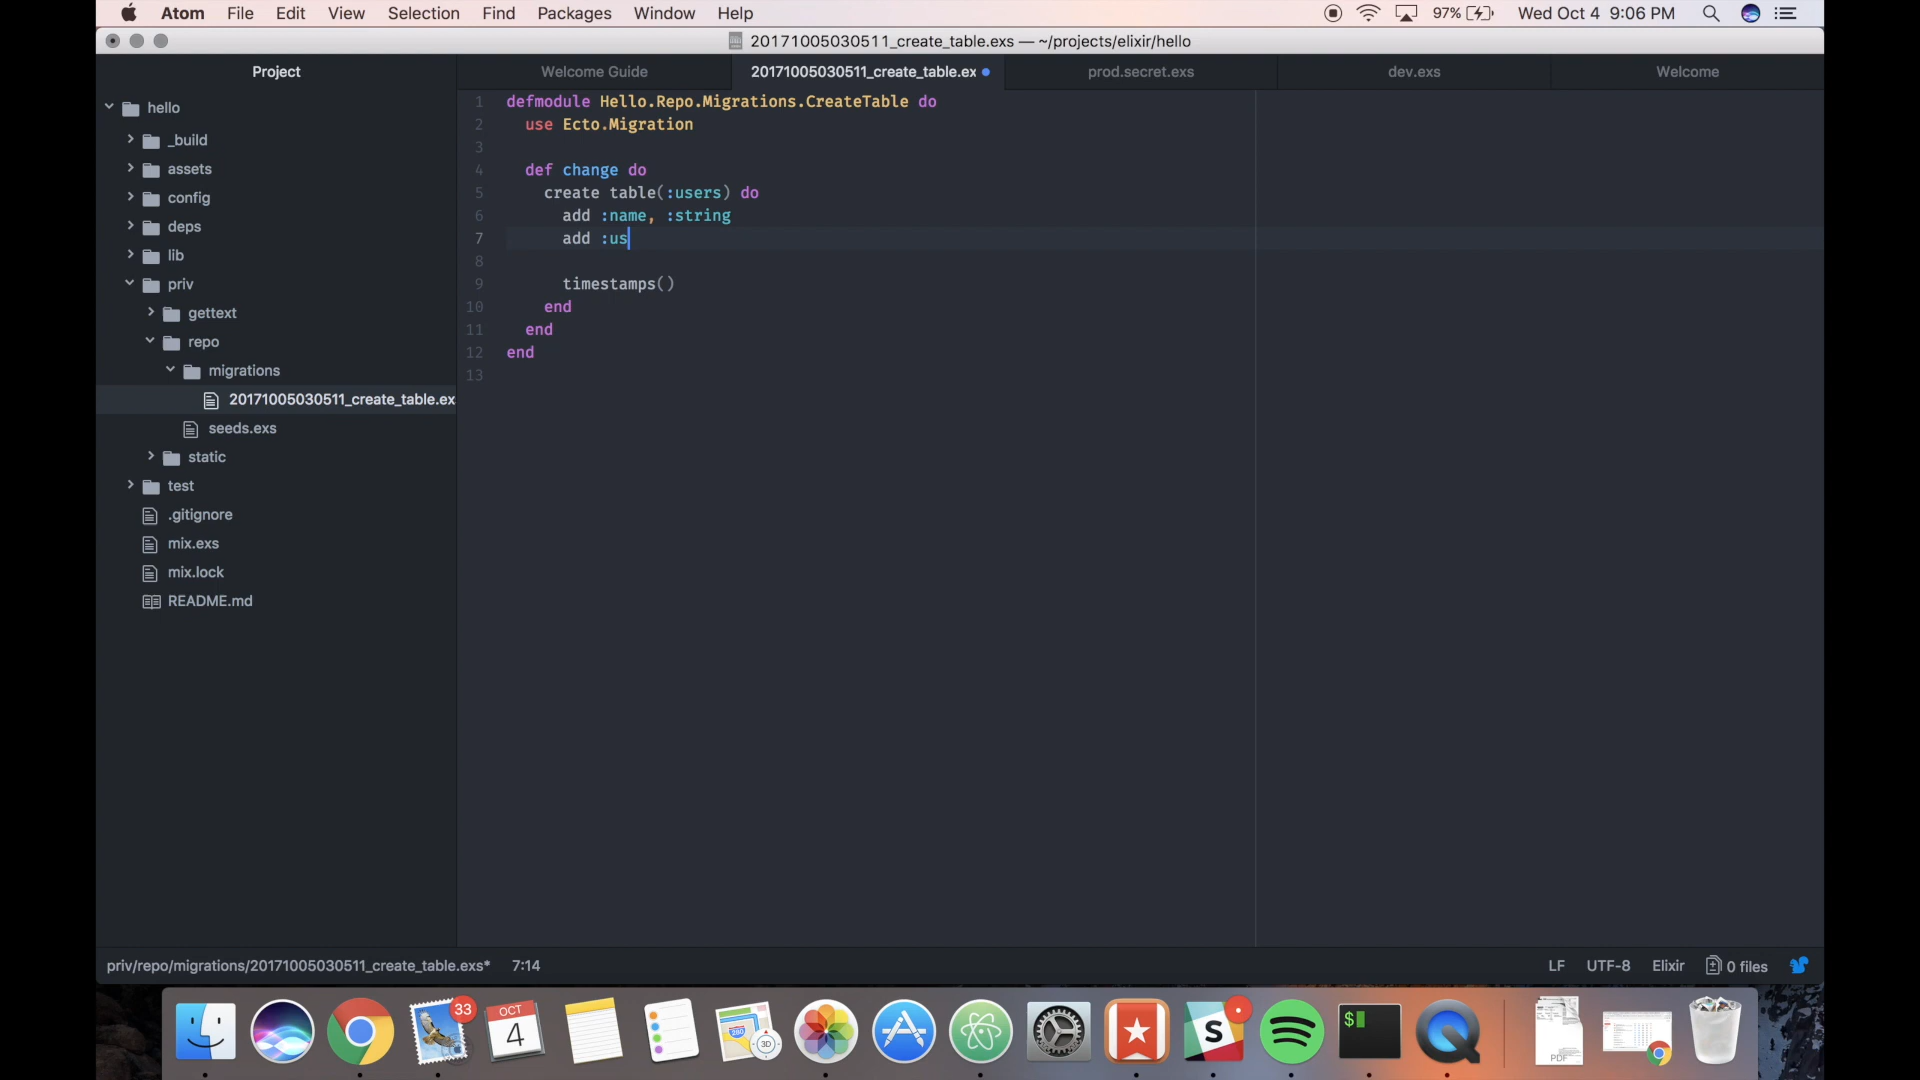 Atom File Edit View Selection Find Packages Window Help 97% Wed Oct 4 9:06 PM
20171005030511_create_table.exs — ~/projects/elixir/hello
Project Welcome Guide 20171005030511_create_table.ex prod.secret.exs dev.exs Welcome
hello
_build
assets
config
deps
lib
priv
gettext
repo
migrations
20171005030511_create_table.ex
seeds.exs
static
test
.gitignore
mix.exs
mix.lock
README.md
1 defmodule Hello.Repo.Migrations.CreateTable do
2 use Ecto.Migration
3
4 def change do
5 create table(:users) do
6 add :name, :string
7 add :us
8
9 timestamps()
10 end
11 end
12 end
13
priv/repo/migrations/20171005030511_create_table.exs* 7:14 LF UTF-8 Elixir 0 files
33
OCT
4
280
3D
S
$
PDF